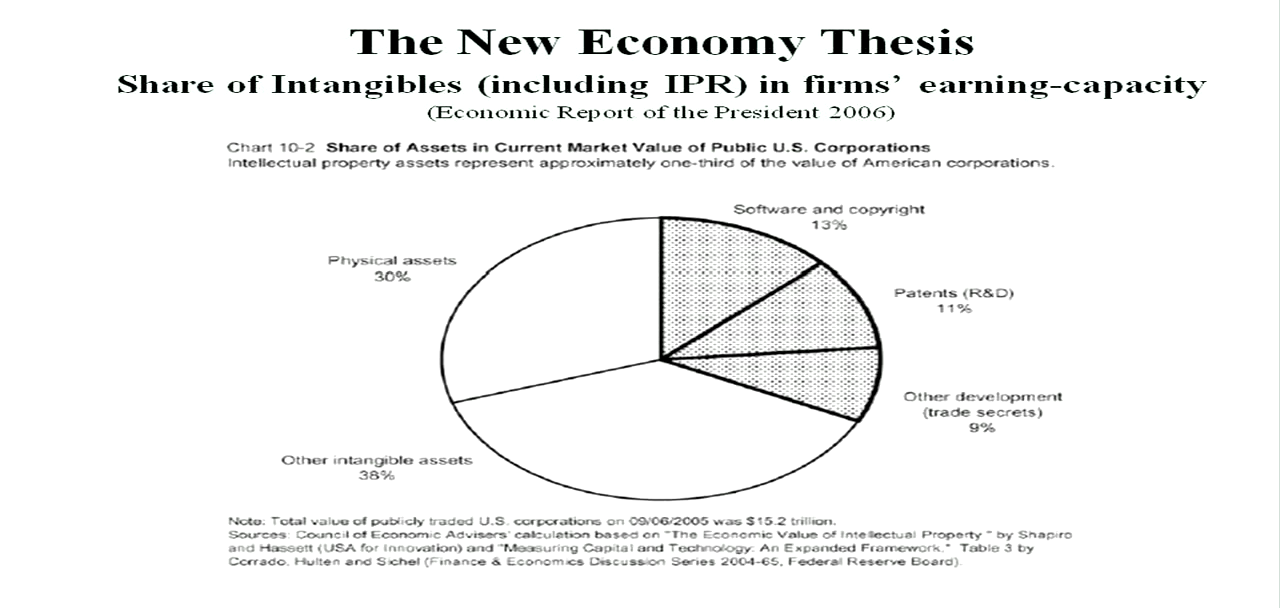 The New Economy Thesis
Share of Intangibles (including IPR) in firms’ earning-capacity
(Economic Report of the President 2006)
Chart 10-2 Share of Assets in Current Market Value of Public U.S. Corporations
Intellectual property assets represent approximately one-third of the value of American corporations.
Software and copyright
13%
Physical assets
30%
Patents (R&D)
11%
Other development
(trade secrets)
9%
Other intangible assets
38%
Note: Total value of publicly traded U.S. corporations on 09/06/2005 was $15.2 trillion.
Sources: Council of Economic Advisers' calculation based on "The Economic Value of Intellectual Property " by Shapiro
and Hassett (USA for Innovation) and "Measuring Capital and Technology: An Expanded Framework." Table 3 by
Corrado, Hulten and Sichel (Finance & Economics Discussion Series 2004-65, Federal Reserve Board).